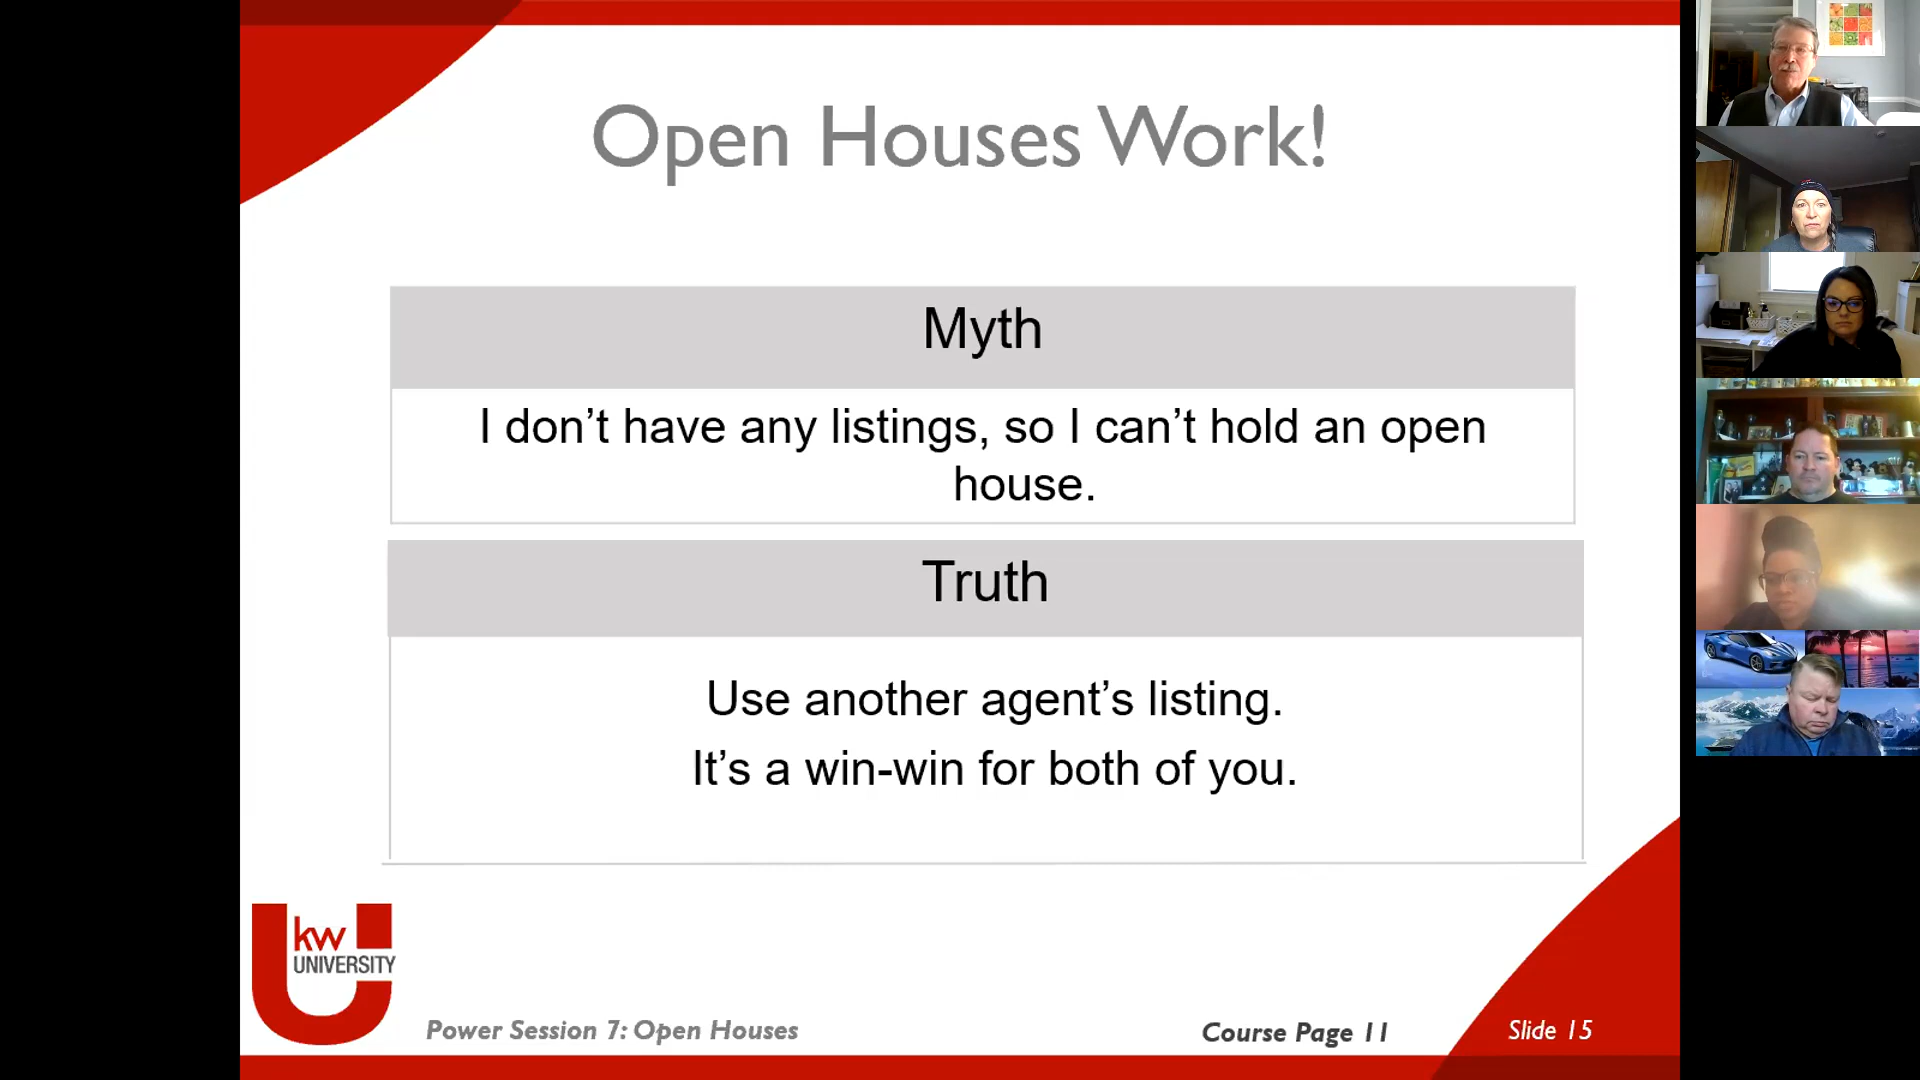 Open Houses Work!
Myth
I don’t have any listings, so I can’t hold an open
house.
Truth
Use another agent’s listing.
It’s a win-win for both of you.
kw
UNIVERSITY
Power Session 7: Open Houses
Course Page 11
Slide 15